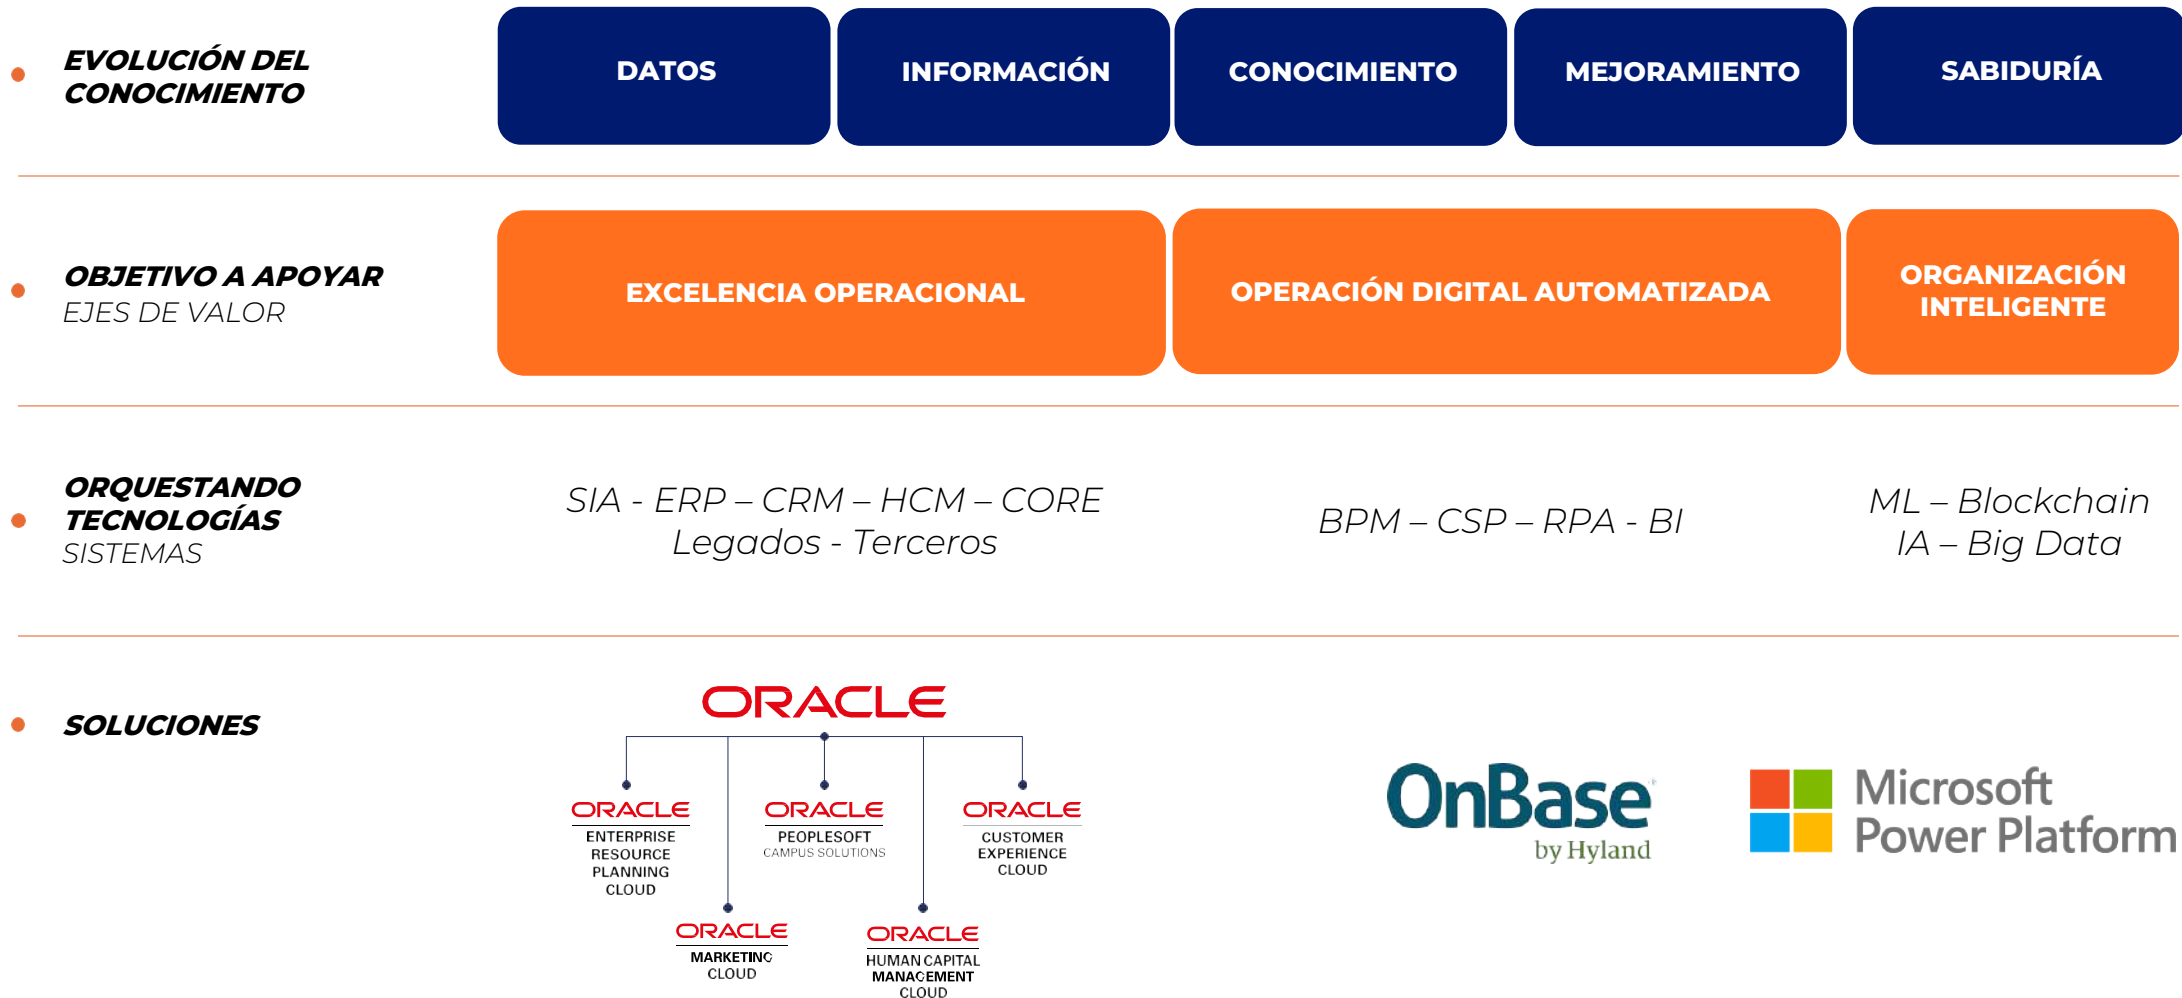 EVOLUCIÓN DEL
CONOCIMIENTO
DATOS
INFORMACIÓN
CONOCIMIENTO
MEJORAMIENTO
SABIDURÍA
OBJETIVO A APOYAR
EJES DE VALOR
EXCELENCIA OPERACIONAL
OPERACIÓN DIGITAL AUTOMATIZADA
ORGANIZACIÓN
INTELIGENTE
ORQUESTANDO
TECNOLOGÍAS
SISTEMAS
SIA - ERP – CRM – HCM – CORE
Legados - Terceros
BPM – CSP – RPA - BI
ML – Blockchain
IA – Big Data
SOLUCIONES
ORACLE
ORACLE
ENTERPRISE
RESOURCE
PLANNING
CLOUD
ORACLE
PEOPLESOFT
CAMPUS SOLUTIONS
ORACLE
CUSTOMER
EXPERIENCE
CLOUD
ORACLE
MARKETING
CLOUD
ORACLE
HUMAN CAPITAL
MANAGEMENT
CLOUD
OnBase
by Hyland
Microsoft
Power Platform